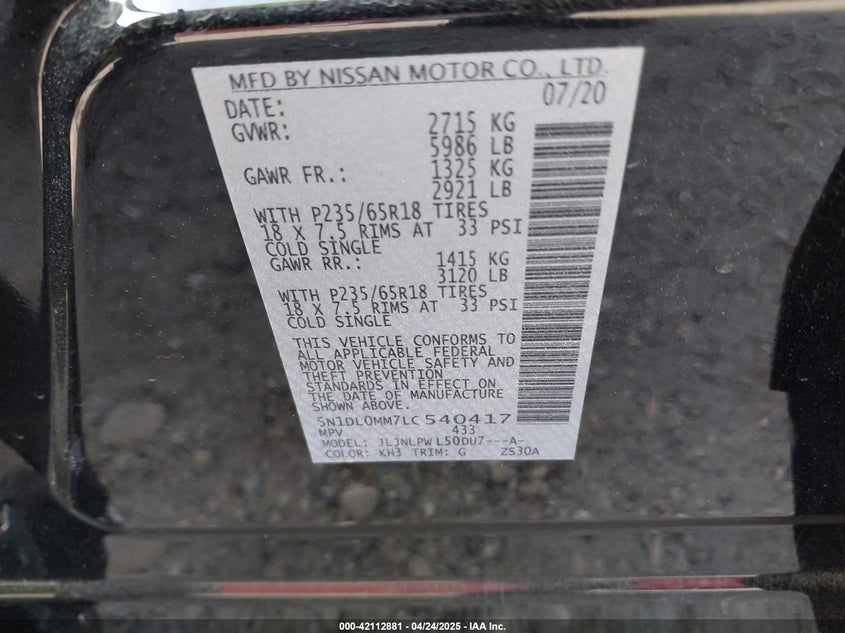 MFD BY NISSAN MOTOR CO., LTD.
DATE: 07/20
GVWR: 2715 KG
5986 LB
GAWR FR.: 1325 KG
2921 LB
WITH P235/65R18 TIRES
18 X 7.5 RIMS AT 33 PSI
COLD SINGLE
GAWR RR.: 1415 KG
3120 LB
WITH P235/65R18 TIRES
18 X 7.5 RIMS AT 33 PSI
COLD SINGLE
THIS VEHICLE CONFORMS TO
ALL APPLICABLE FEDERAL
MOTOR VEHICLE SAFETY AND
THEFT PREVENTION
STANDARDS IN EFFECT ON
THE DATE OF MANUFACTURE
SHOWN ABOVE.
5N1DL0MM7LC 540417
MPV 433
MODEL: JLJNLPW L50DU7---A-
COLOR: KH3 TRIM: G ZS30A
000-42112881 - 04/24/2025 - IAA Inc.